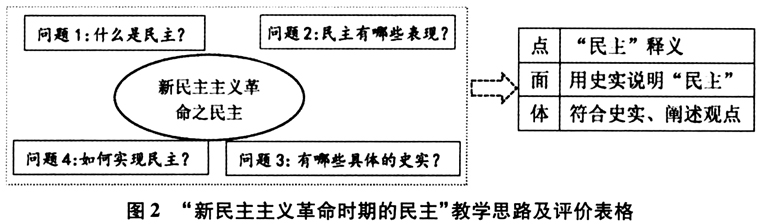 问题1:什么是民主?
问题2:民主有哪些表现?
新民主主义革
命之民主
问题4:如何实现民主?
问题3: 有哪些具体的史实?
点 “民主”释义
面 用史实说明“民主”
体 符合史实、阐述观点
图2 “新民主主义革命时期的民主”教学思路及评价表格